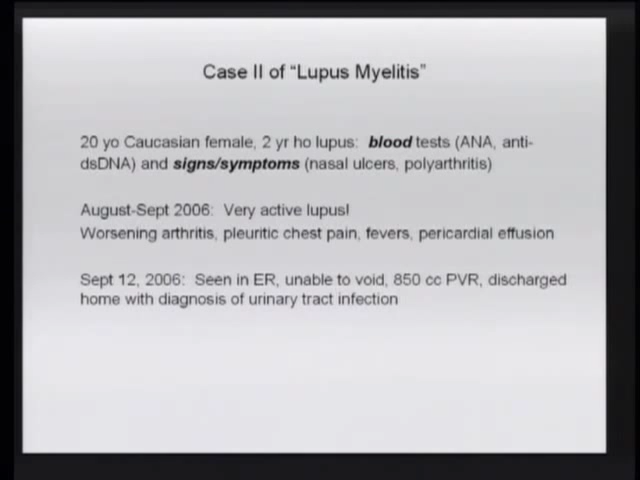 Case II of “Lupus Myelitis”
20 yo Caucasian female, 2 yr ho lupus: blood tests (ANA, anti-
dsDNA) and signs/symptoms (nasal ulcers, polyarthritis)
August-Sept 2006: Very active lupus!
Worsening arthritis, pleuritic chest pain, fevers, pericardial effusion
Sept 12, 2006: Seen in ER, unable to void, 850 cc PVR, discharged
home with diagnosis of urinary tract infection